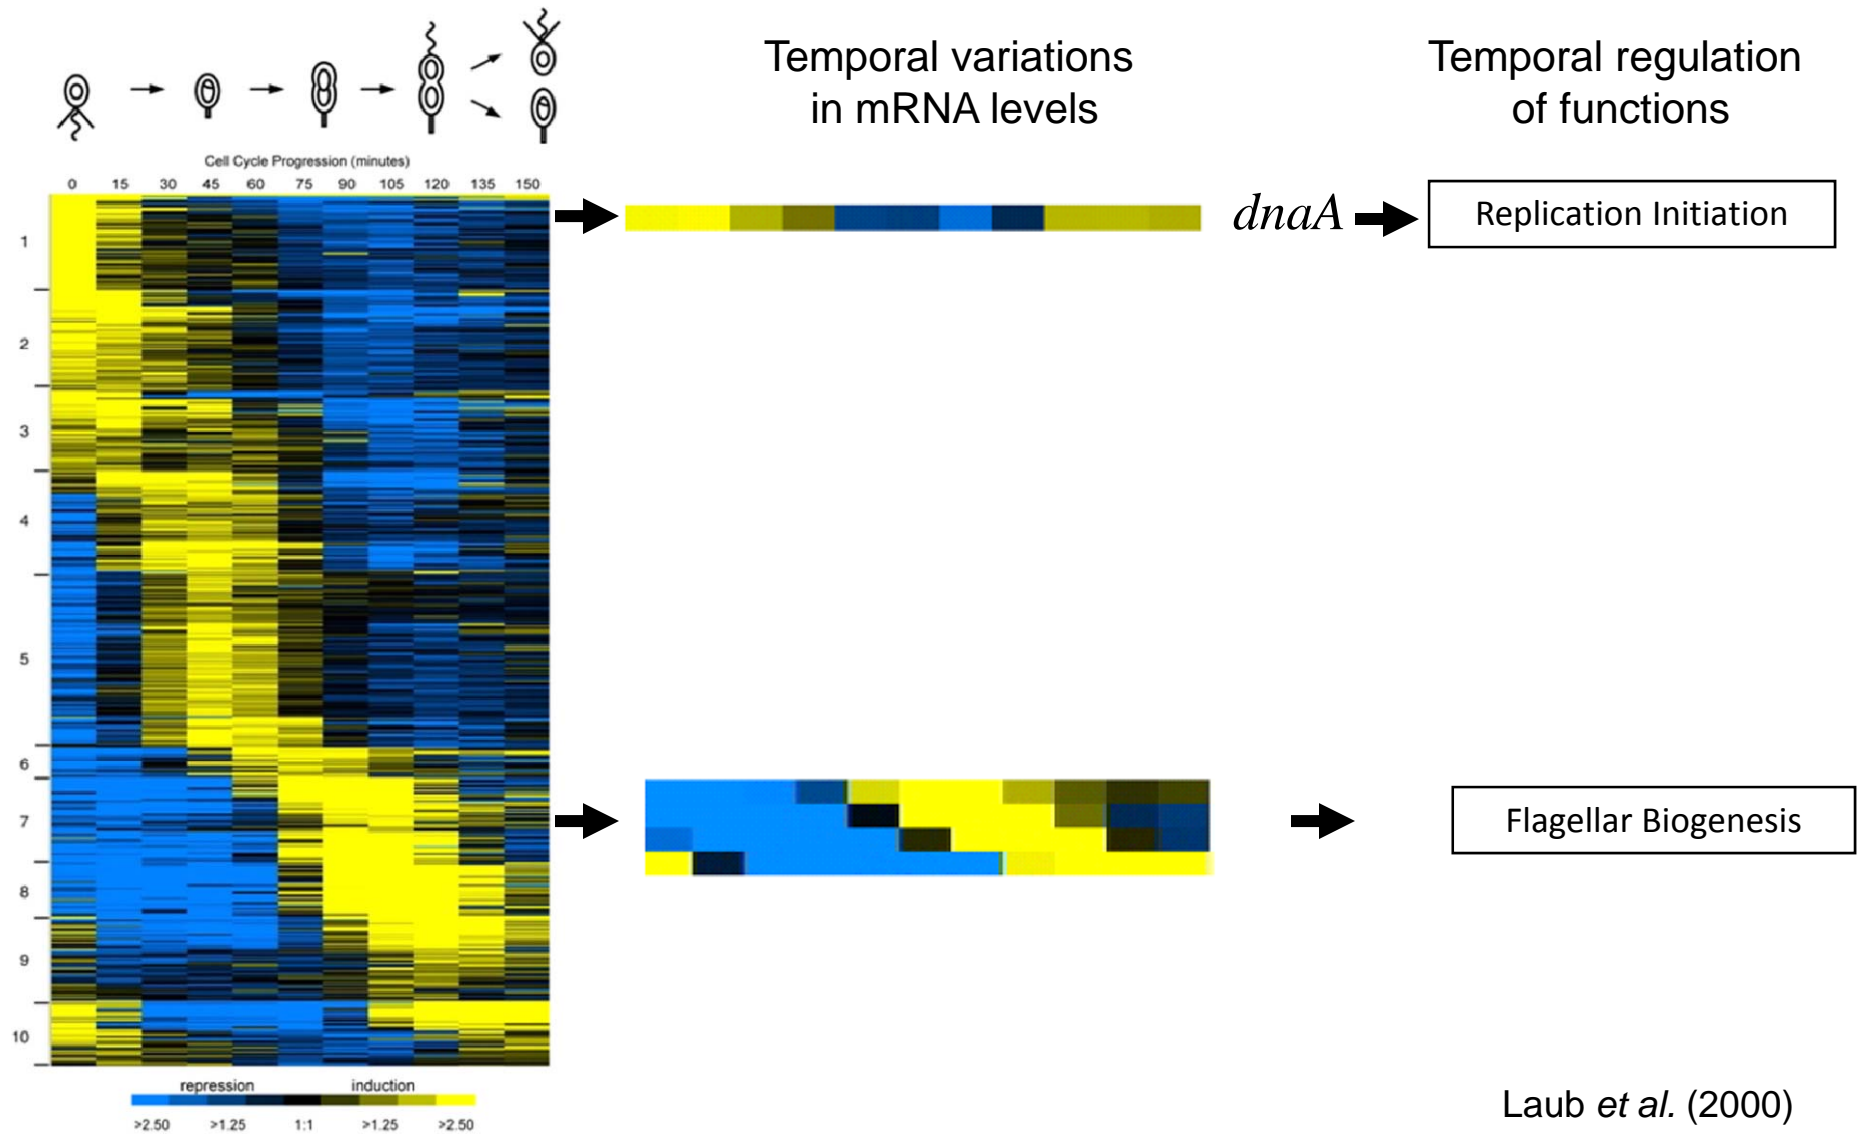 Temporal variations
in mRNA levels
Temporal regulation
of functions
Cell Cycle Progression (minutes)
0 15 30 45 60 75 90 105 120 135 150
1
2
3
4
5
6
7
8
9
10
dnaA
Replication Initiation
Flagellar Biogenesis
repression induction
>2.50 >1.25 1:1 >1.25 >2.50
Laub et al. (2000)